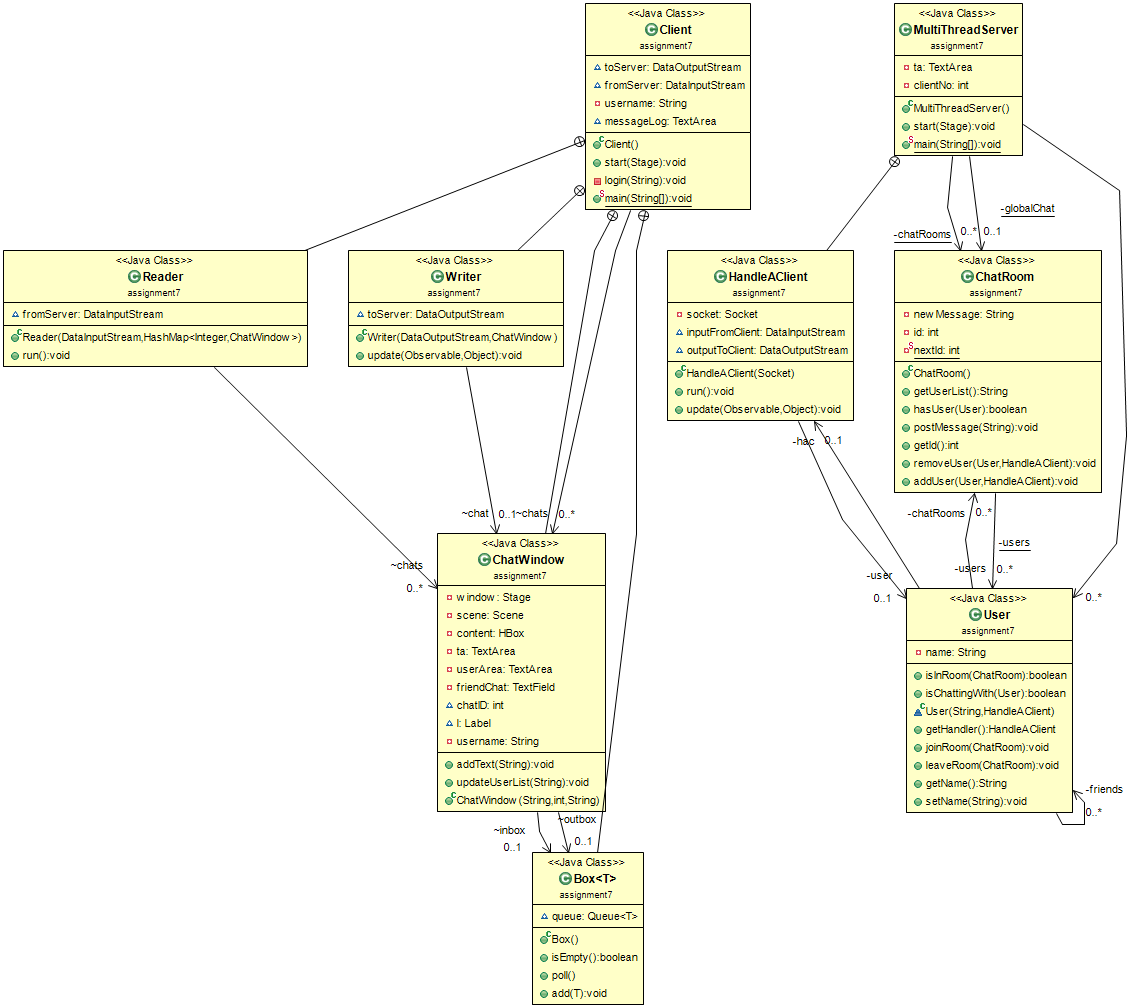 <<Java Class>>
Client
assignment7
toServer: DataOutputStream
fromServer: DataInputStream
username: String
messageLog: TextArea
Client()
start(Stage):void
login(String):void
main(String[]):void
<<Java Class>>
MultiThreadServer
assignment7
ta: TextArea
clientNo: int
MultiThreadServer()
start(Stage):void
main(String[]):void
-globalChat
0..1
-chatRooms
0..*
<<Java Class>>
Reader
assignment7
fromServer: DataInputStream
Reader(DataInputStream,HashMap<Integer,ChatWindow>)
run():void
<<Java Class>>
Writer
assignment7
toServer: DataOutputStream
Writer(DataOutputStream,ChatWindow)
update(Observable,Object):void
<<Java Class>>
HandleAClient
assignment7
socket: Socket
inputFromClient: DataInputStream
outputToClient: DataOutputStream
HandleAClient(Socket)
run():void
update(Observable,Object):void
<<Java Class>>
ChatRoom
assignment7
newMessage: String
id: int
nextId: int
ChatRoom()
getUserList():String
hasUser(User):boolean
postMessage(String):void
getId():int
removeUser(User,HandleAClient):void
addUser(User,HandleAClient):void
-hac
0..1
~chat
0..1
~chats
0..*
-chatRooms
0..*
-users
0..*
-users
~chats
0..*
-user
0..1
0..*
<<Java Class>>
ChatWindow
assignment7
window: Stage
scene: Scene
content: HBox
ta: TextArea
userArea: TextArea
friendChat: TextField
chatID: int
l: Label
username: String
addText(String):void
updateUserList(String):void
ChatWindow(String,int,String)
<<Java Class>>
User
assignment7
name: String
isInRoom(ChatRoom):boolean
isChattingWith(User):boolean
User(String,HandleAClient)
getHandler():HandleAClient
joinRoom(ChatRoom):void
leaveRoom(ChatRoom):void
getName():String
setName(String):void
-friends
0..*
~inbox
0..1
~outbox
0..1
<<Java Class>>
Box<T>
assignment7
queue: Queue<T>
Box()
isEmpty():boolean
poll()
add(T):void